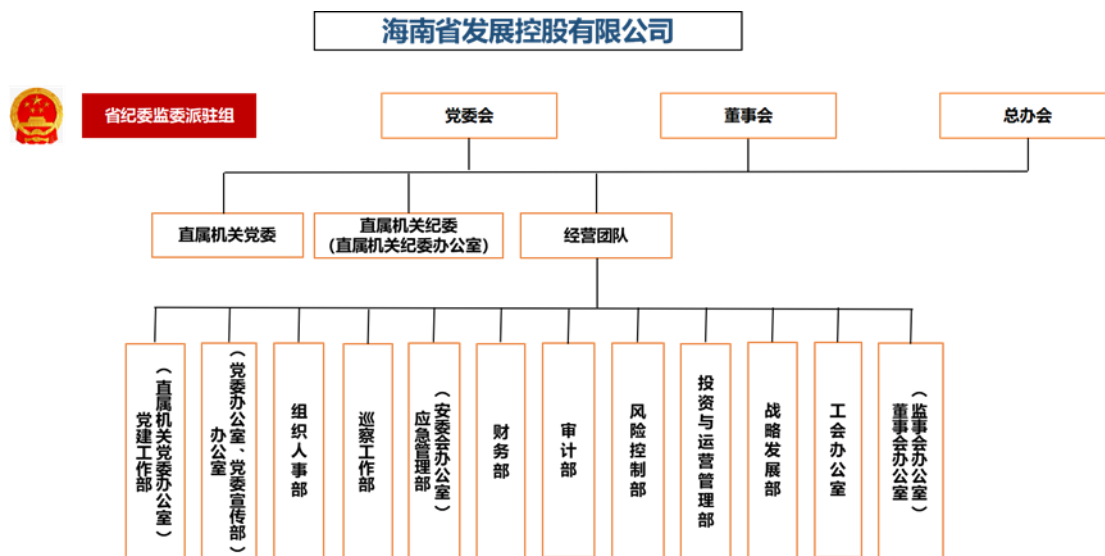 海南省发展控股有限公司
省纪委监委派驻组
党委会
董事会
总办会
直属机关党委
直属机关纪委
(直属机关纪委办公室)
经营团队
党建工作部
（直属机关党委办公室）
办公室
（党委办公室、党委宣传部）
组织人事部
巡察工作部
应急管理部
（安委会办公室）
财务部
审计部
风险控制部
投资与运营管理部
战略发展部
工会办公室
董事会办公室
（监事会办公室）